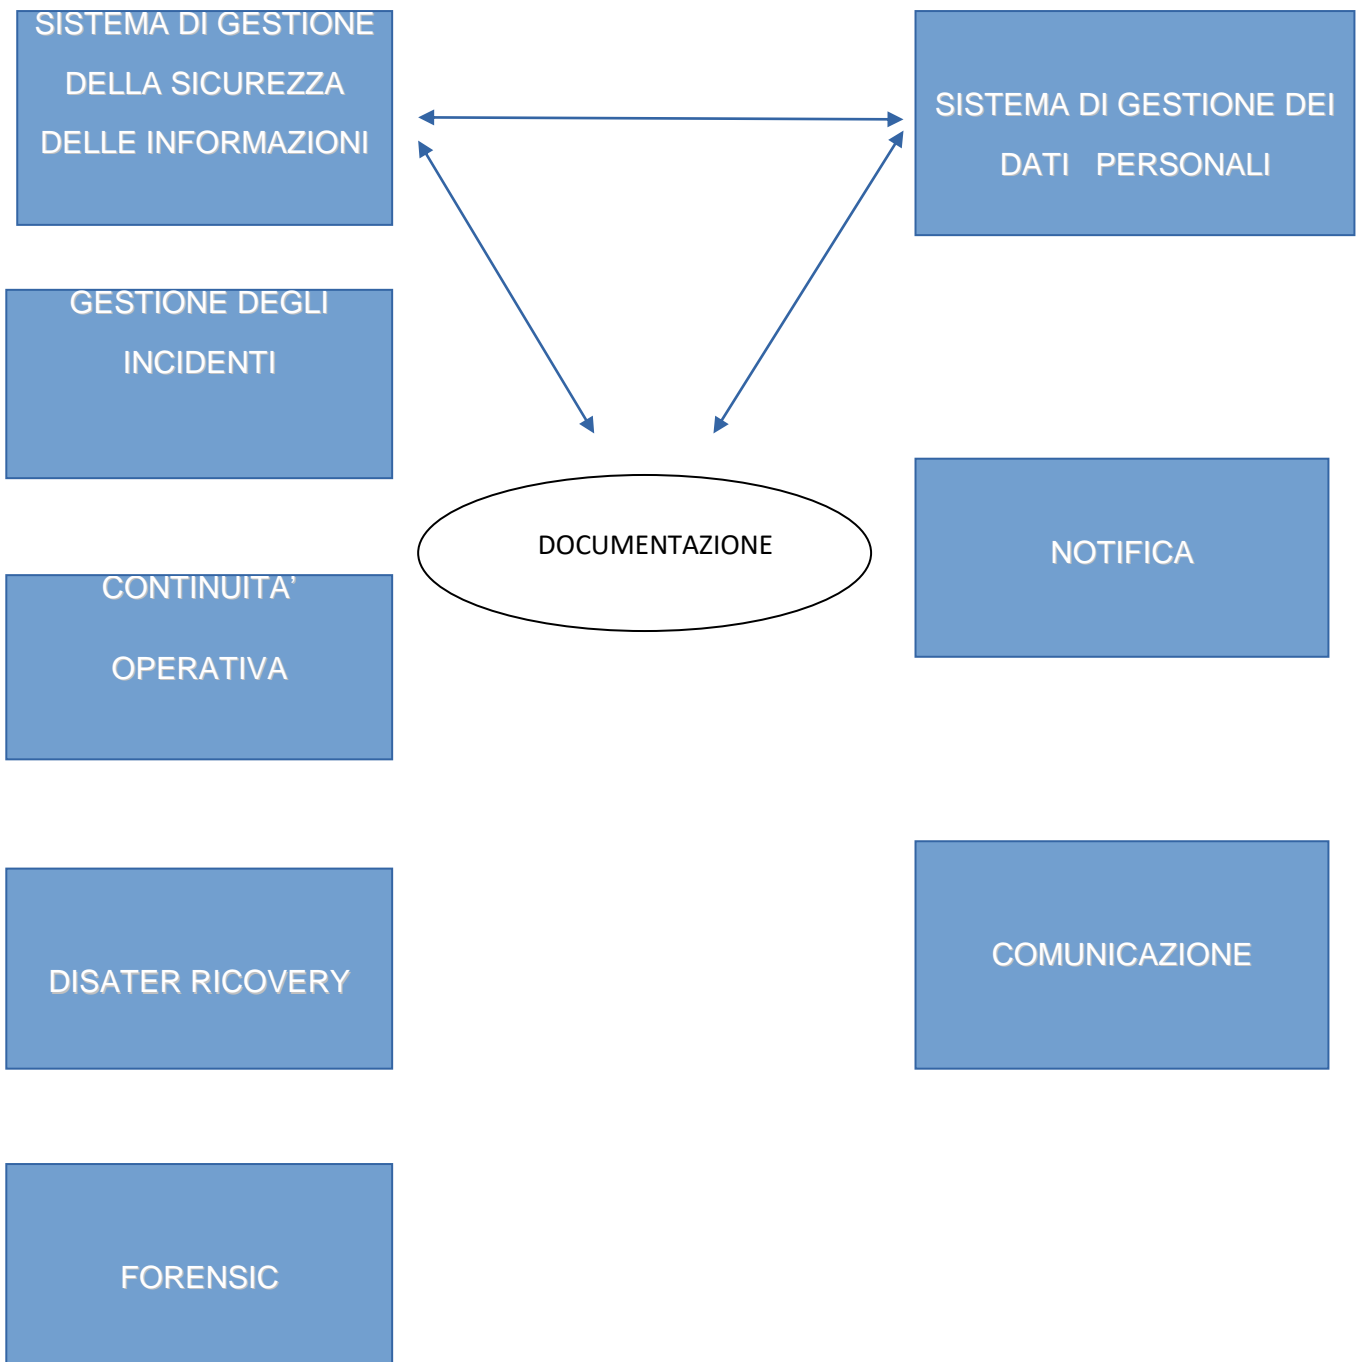 SISTEMA DI GESTIONE
DELLA SICUREZZA
DELLE INFORMAZIONI
SISTEMA DI GESTIONE DEI
DATI PERSONALI
GESTIONE DEGLI
INCIDENTI
DOCUMENTAZIONE
NOTIFICA
CONTINUITA’
OPERATIVA
DISATER RICOVERY
COMUNICAZIONE
FORENSIC